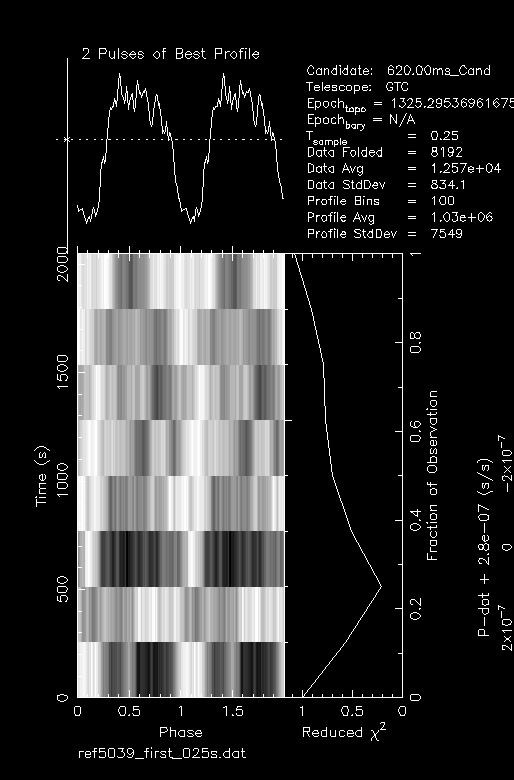 2 Pulses of Best Profile
Candidate: 620.00ms_Cand
Telescope: GTC
Epoch_topo = 1325.29536961675
Epoch_bary = N/A
T_sample = 0.25
Data Folded = 8192
Data Avg = 1.257e+04
Data StdDev = 834.1
Profile Bins = 100
Profile Avg = 1.03e+06
Profile StdDev = 7549
2000
1500
1000
500
0
Time (s)
0 0.5 1 1.5
Phase
1 0.5 0
Reduced χ²
1
0.8
0.6
0.4
0.2
0
Fraction of Observation
P-dot + 2.8e-07 (s/s)
-2×10⁻⁷
0
2×10⁻⁷
ref5039_first_025s.dat